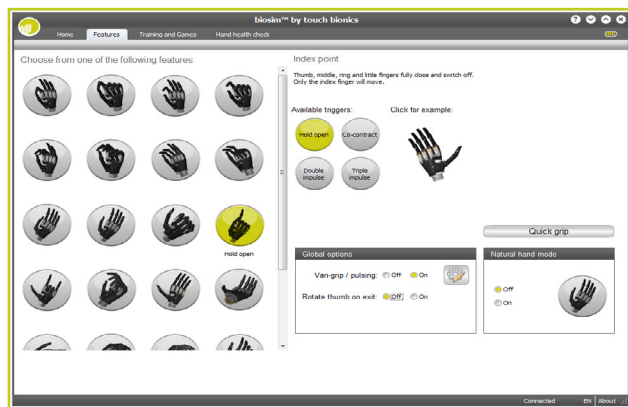 biosim™ by touch bionics
Home Features Training and Games Hand health check
Choose from one of the following features
Hold open
Index point
Thumb, middle, ring and little fingers fully close and switch off.
Only the index finger will move.
Available triggers: Click for example:
Hold open Co-contract
Double impulse Triple impulse
Quick grip
Global options
Vari-grip / pulsing: Off On
Rotate thumb on exit: Off On
Natural hand mode
Off
On
Connected EN About